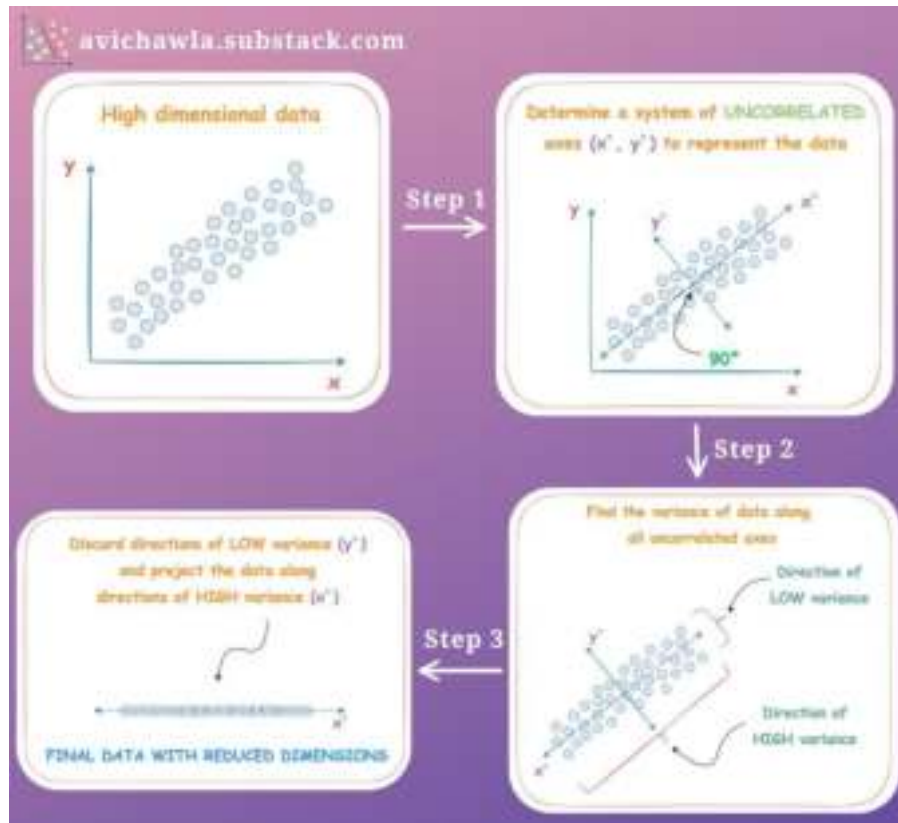 avichawla.substack.com
High dimensional data
y
x
Step 1
Determine a system of UNCORRELATED
axes (x', y') to represent the data
y
y'
x'
90°
x
Step 2
Find the variance of data along
all uncorrelated axes
Direction of
LOW variance
y'
x'
Direction of
HIGH variance
Step 3
Discard directions of LOW variance (y')
and project the data along
directions of HIGH variance (x')
x'
FINAL DATA WITH REDUCED DIMENSIONS